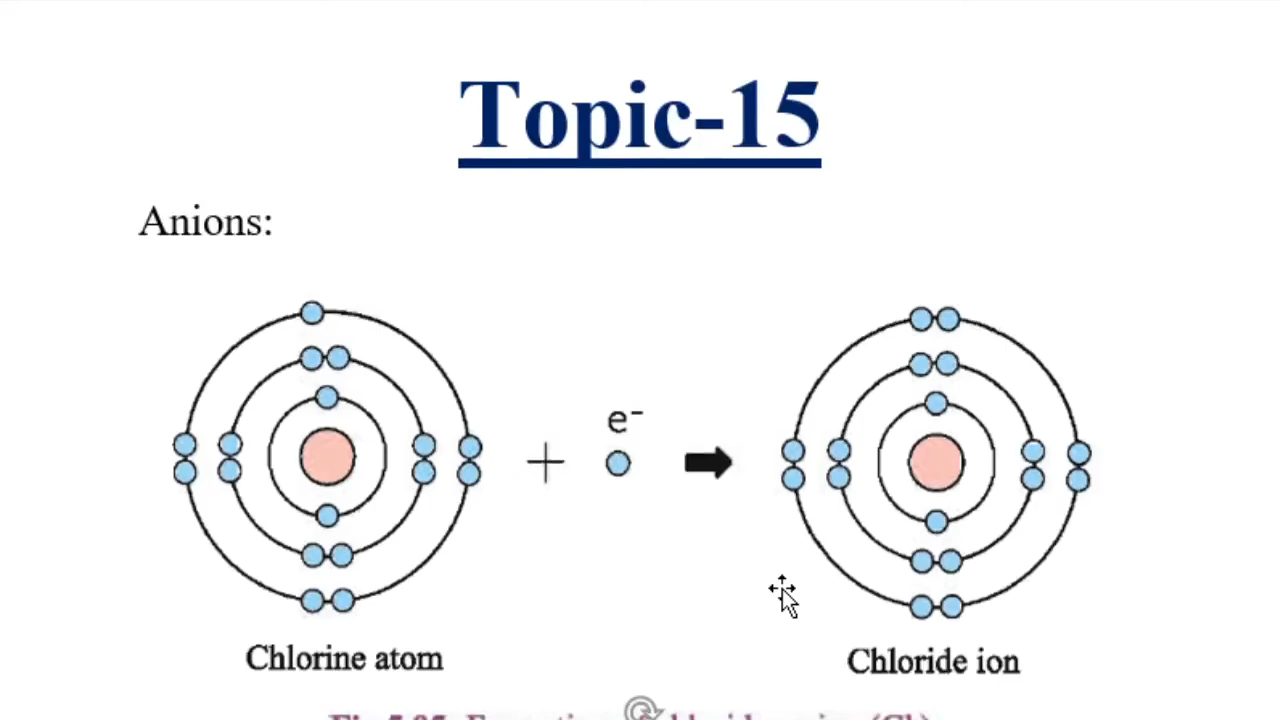 Topic-15
Anions:
e⁻
+
Chlorine atom
Chloride ion